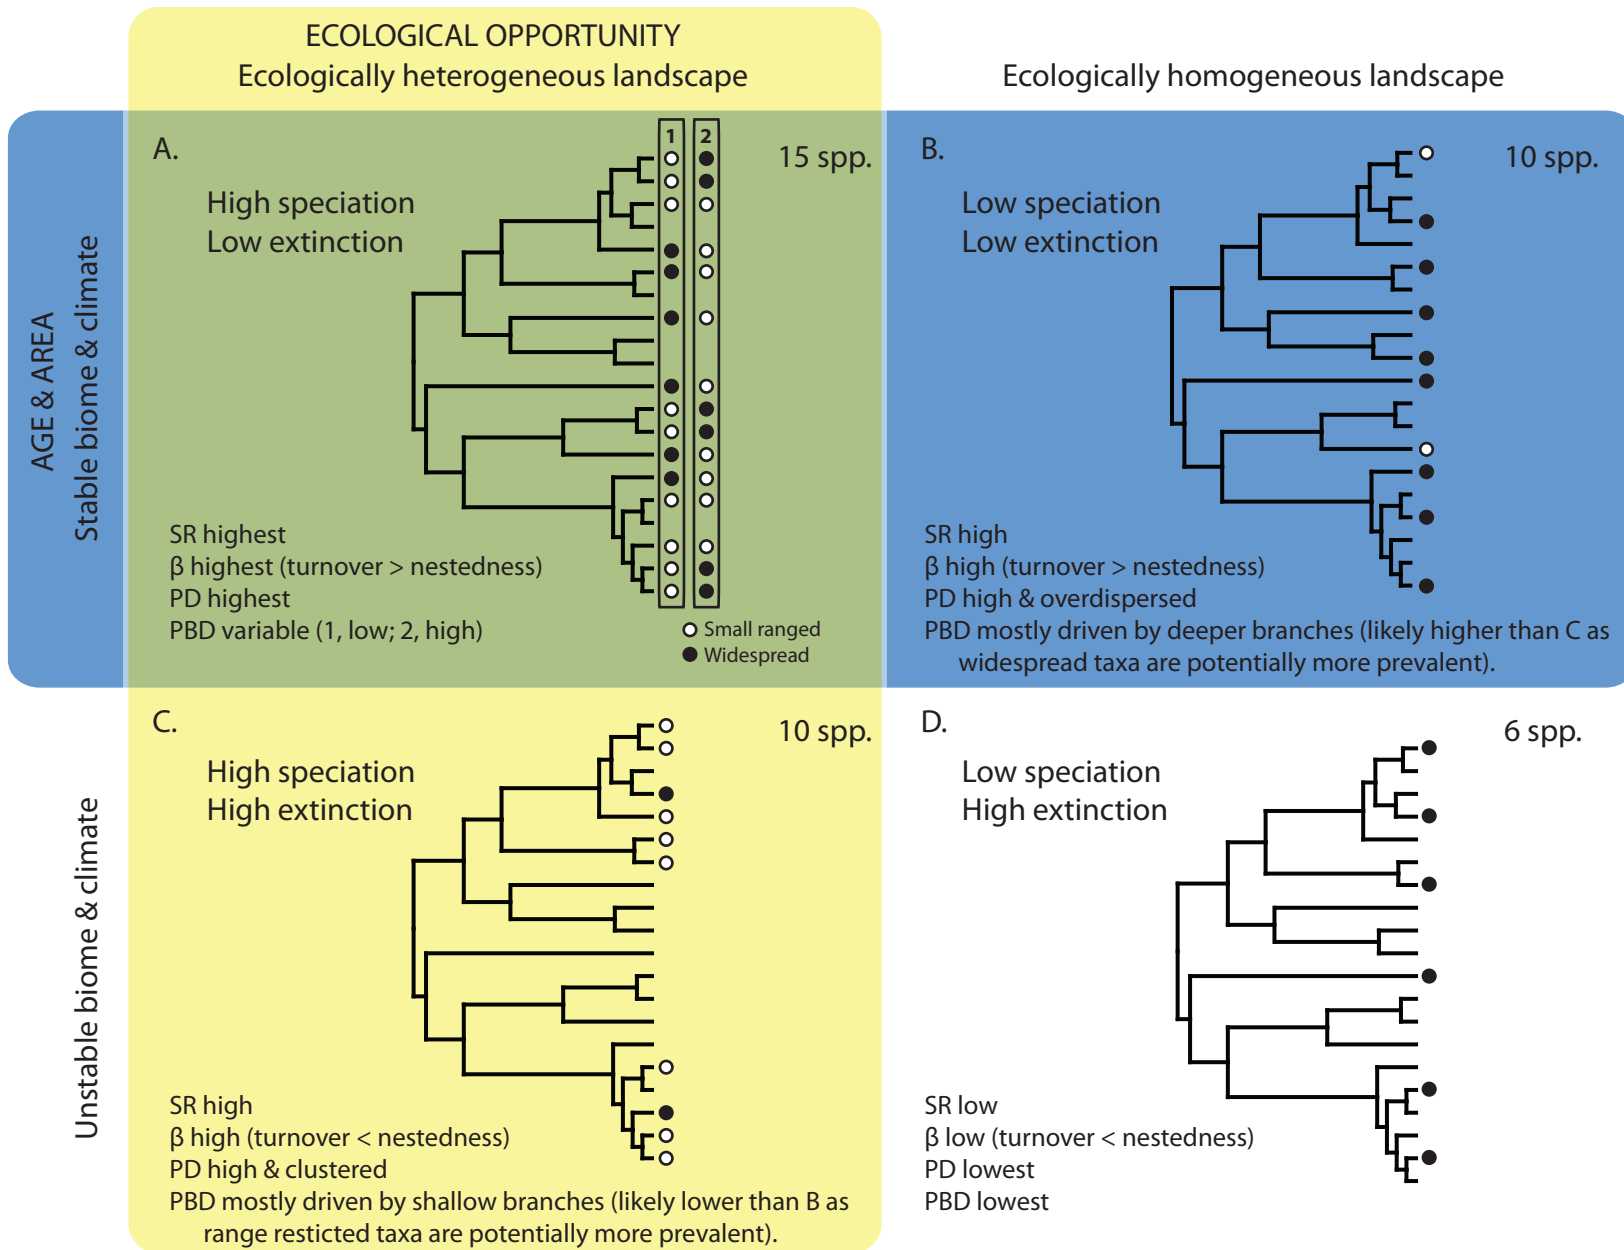 ECOLOGICAL OPPORTUNITY
Ecologically heterogeneous landscape
Ecologically homogeneous landscape
AGE & AREA
Stable biome & climate
Unstable biome & climate
A.
1 2
15 spp.
High speciation
Low extinction
SR highest
β highest (turnover > nestedness)
PD highest
PBD variable (1, low; 2, high)
Small ranged
Widespread
B.
10 spp.
Low speciation
Low extinction
SR high
β high (turnover > nestedness)
PD high & overdispersed
PBD mostly driven by deeper branches (likely higher than C as
widespread taxa are potentially more prevalent).
C.
10 spp.
High speciation
High extinction
SR high
β high (turnover < nestedness)
PD high & clustered
PBD mostly driven by shallow branches (likely lower than B as
range resticted taxa are potentially more prevalent).
D.
6 spp.
Low speciation
High extinction
SR low
β low (turnover < nestedness)
PD lowest
PBD lowest